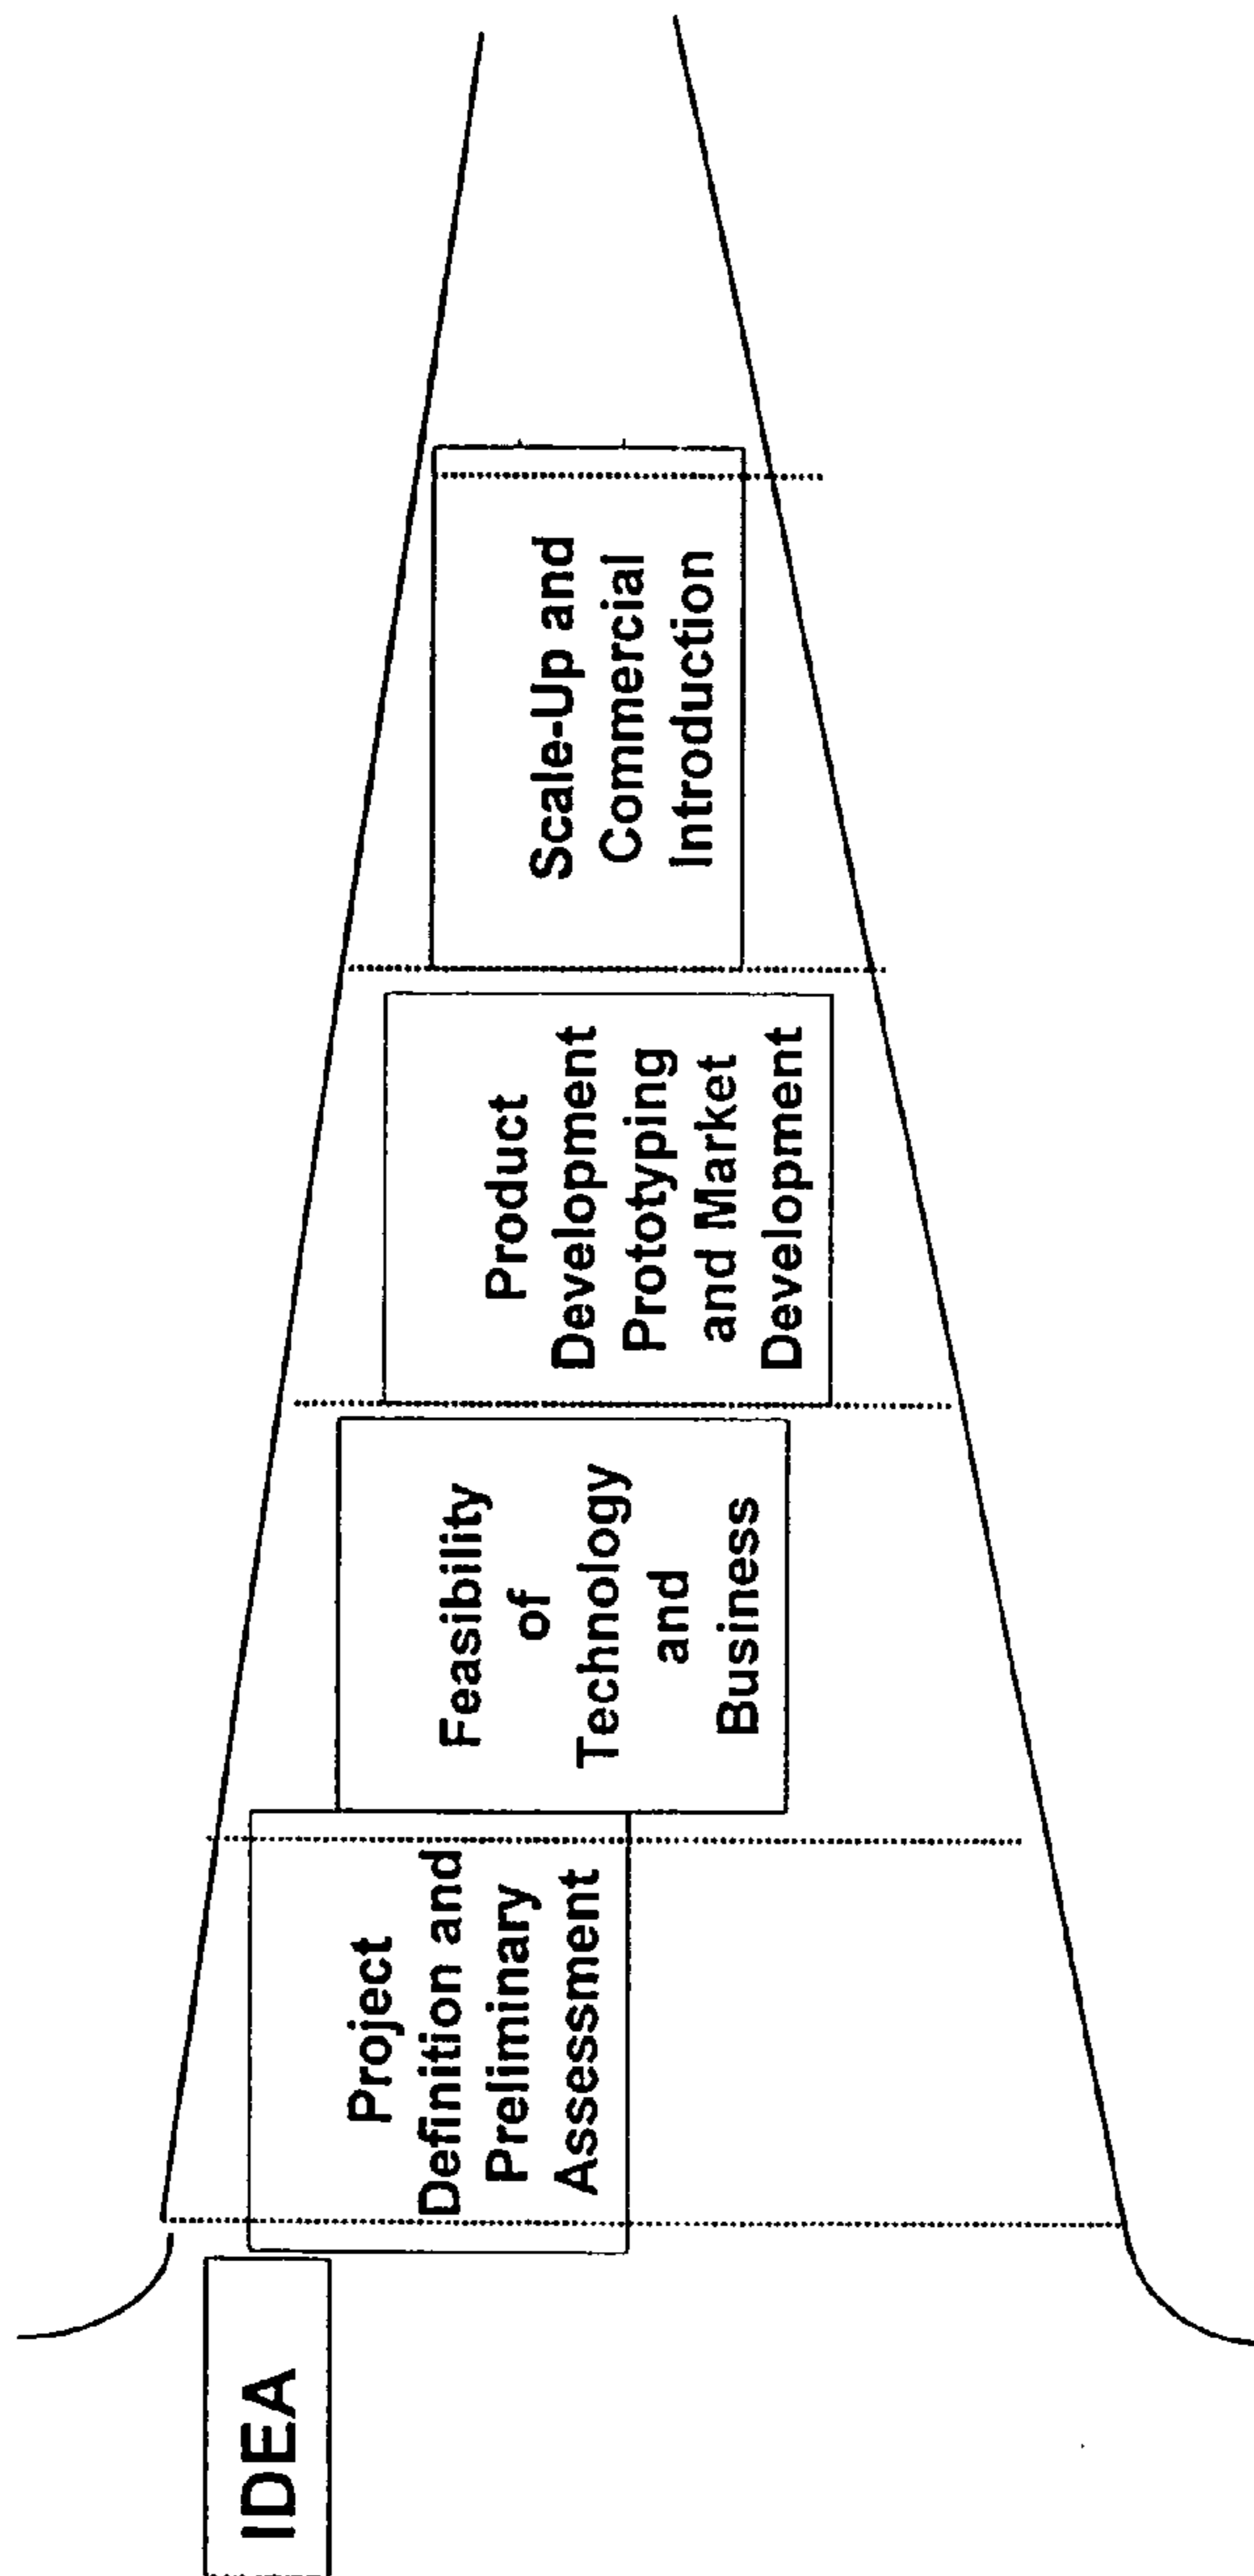 IDEA
Project
Definition and
Preliminary
Assessment
Feasibility
of
Technology
and
Business
Product
Development
Prototyping
and Market
Development
Scale-Up and
Commercial
Introduction